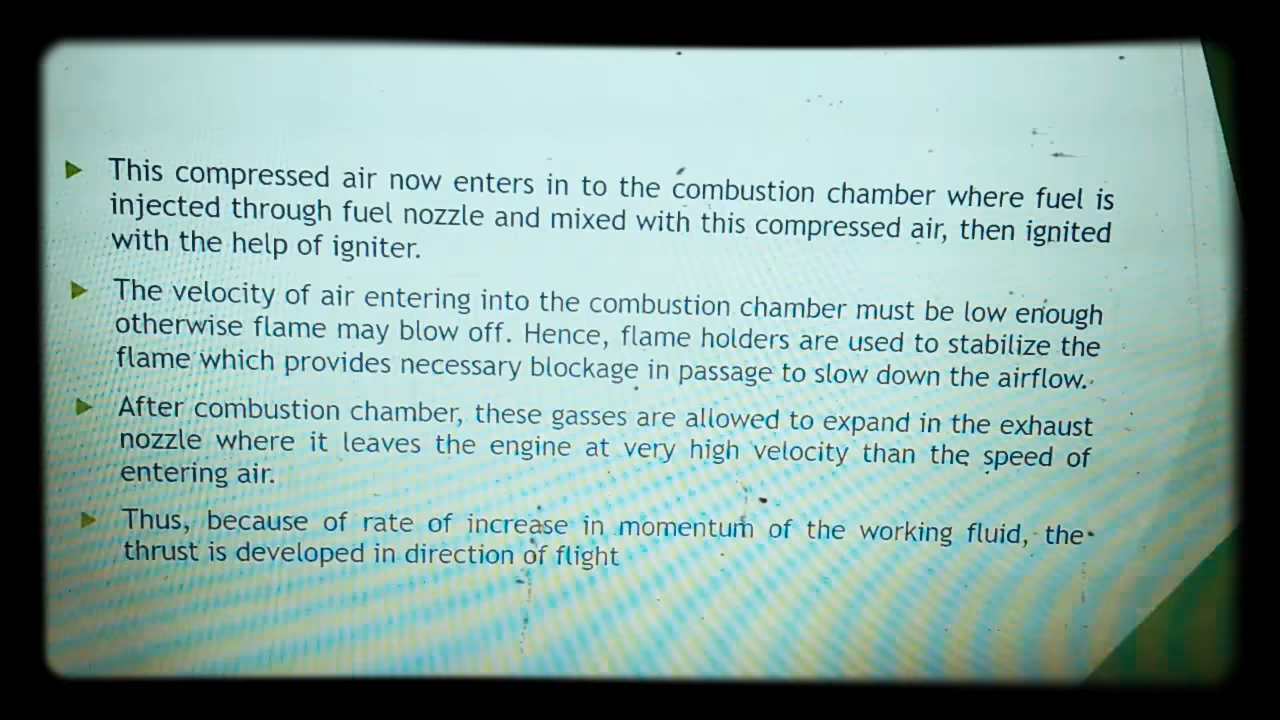 This compressed air now enters in to the combustion chamber where fuel is
injected through fuel nozzle and mixed with this compressed air, then ignited
with the help of igniter.
The velocity of air entering into the combustion chamber must be low enough
otherwise flame may blow off. Hence, flame holders are used to stabilize the
flame which provides necessary blockage in passage to slow down the airflow.
After combustion chamber, these gasses are allowed to expand in the exhaust
nozzle where it leaves the engine at very high velocity than the speed of
entering air.
Thus, because of rate of increase in momentum of the working fluid, the
thrust is developed in direction of flight